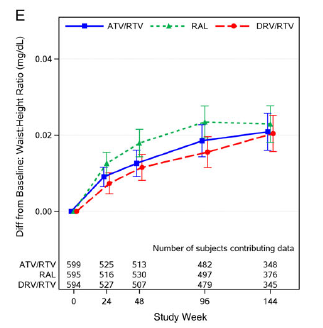 E
ATV/RTV RAL DRV/RTV
Diff from Baseline: Waist:Height Ratio (mg/dL)
0.04
0.02
0.00
Number of subjects contributing data
ATV/RTV 599 525 513 482 348
RAL 595 516 530 497 376
DRV/RTV 594 527 507 479 345
0 24 48 96 144
Study Week